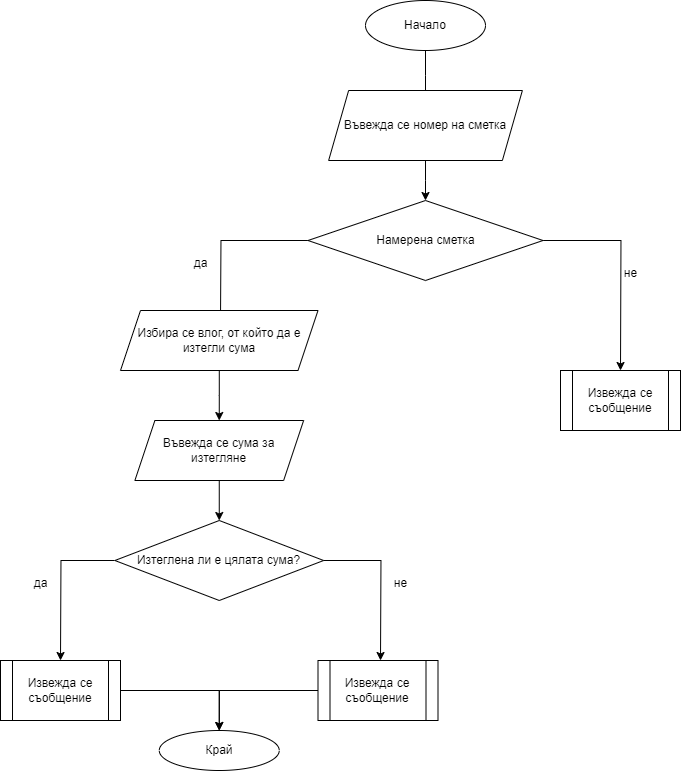 Начало
Въвежда се номер на сметка
Намерена сметка
да
не
Избира се влог, от който да е
изтегли сума
Извежда се
съобщение
Въвежда се сума за
изтегляне
Изтеглена ли е цялата сума?
да
не
Извежда се
съобщение
Извежда се
съобщение
Край